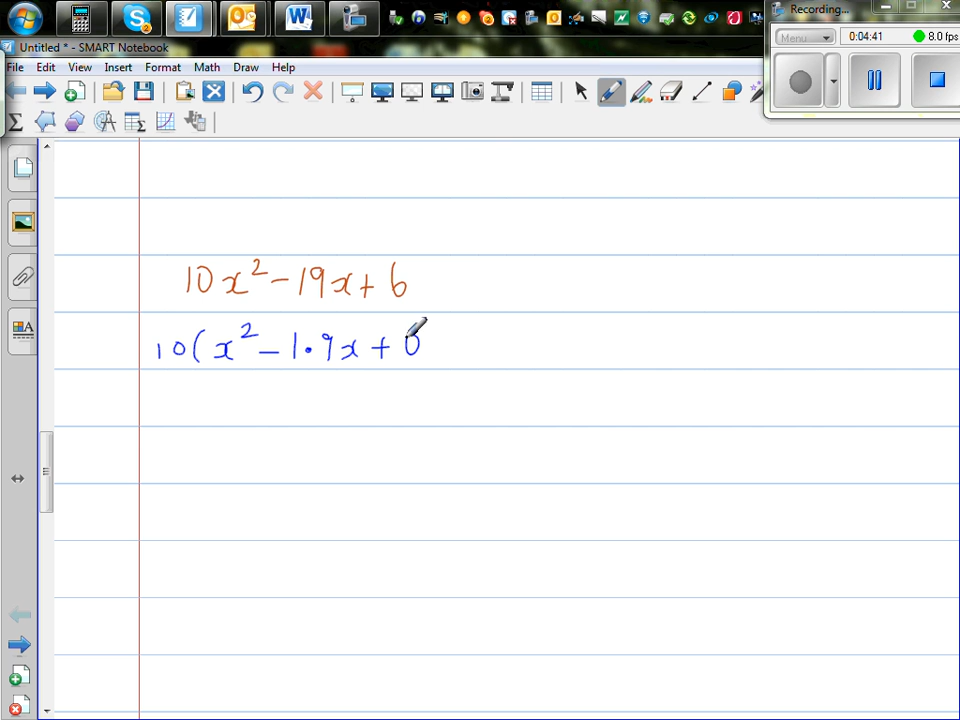 Recording...
Menu
0:04:41
8.0 fps
Untitled * - SMART Notebook
File Edit View Insert Format Math Draw Help
10x² - 19x + 6
10(x² - 1.9x + 0